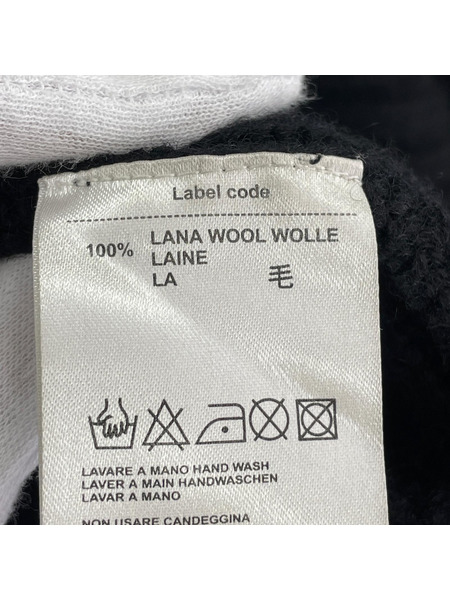 Label code
100% LANA WOOL WOLLE
LAINE
LA 毛
LAVARE A MANO HAND WASH
LAVER A MAIN HANDWASCHEN
LAVAR A MANO
NON USARE CANDEGGINA